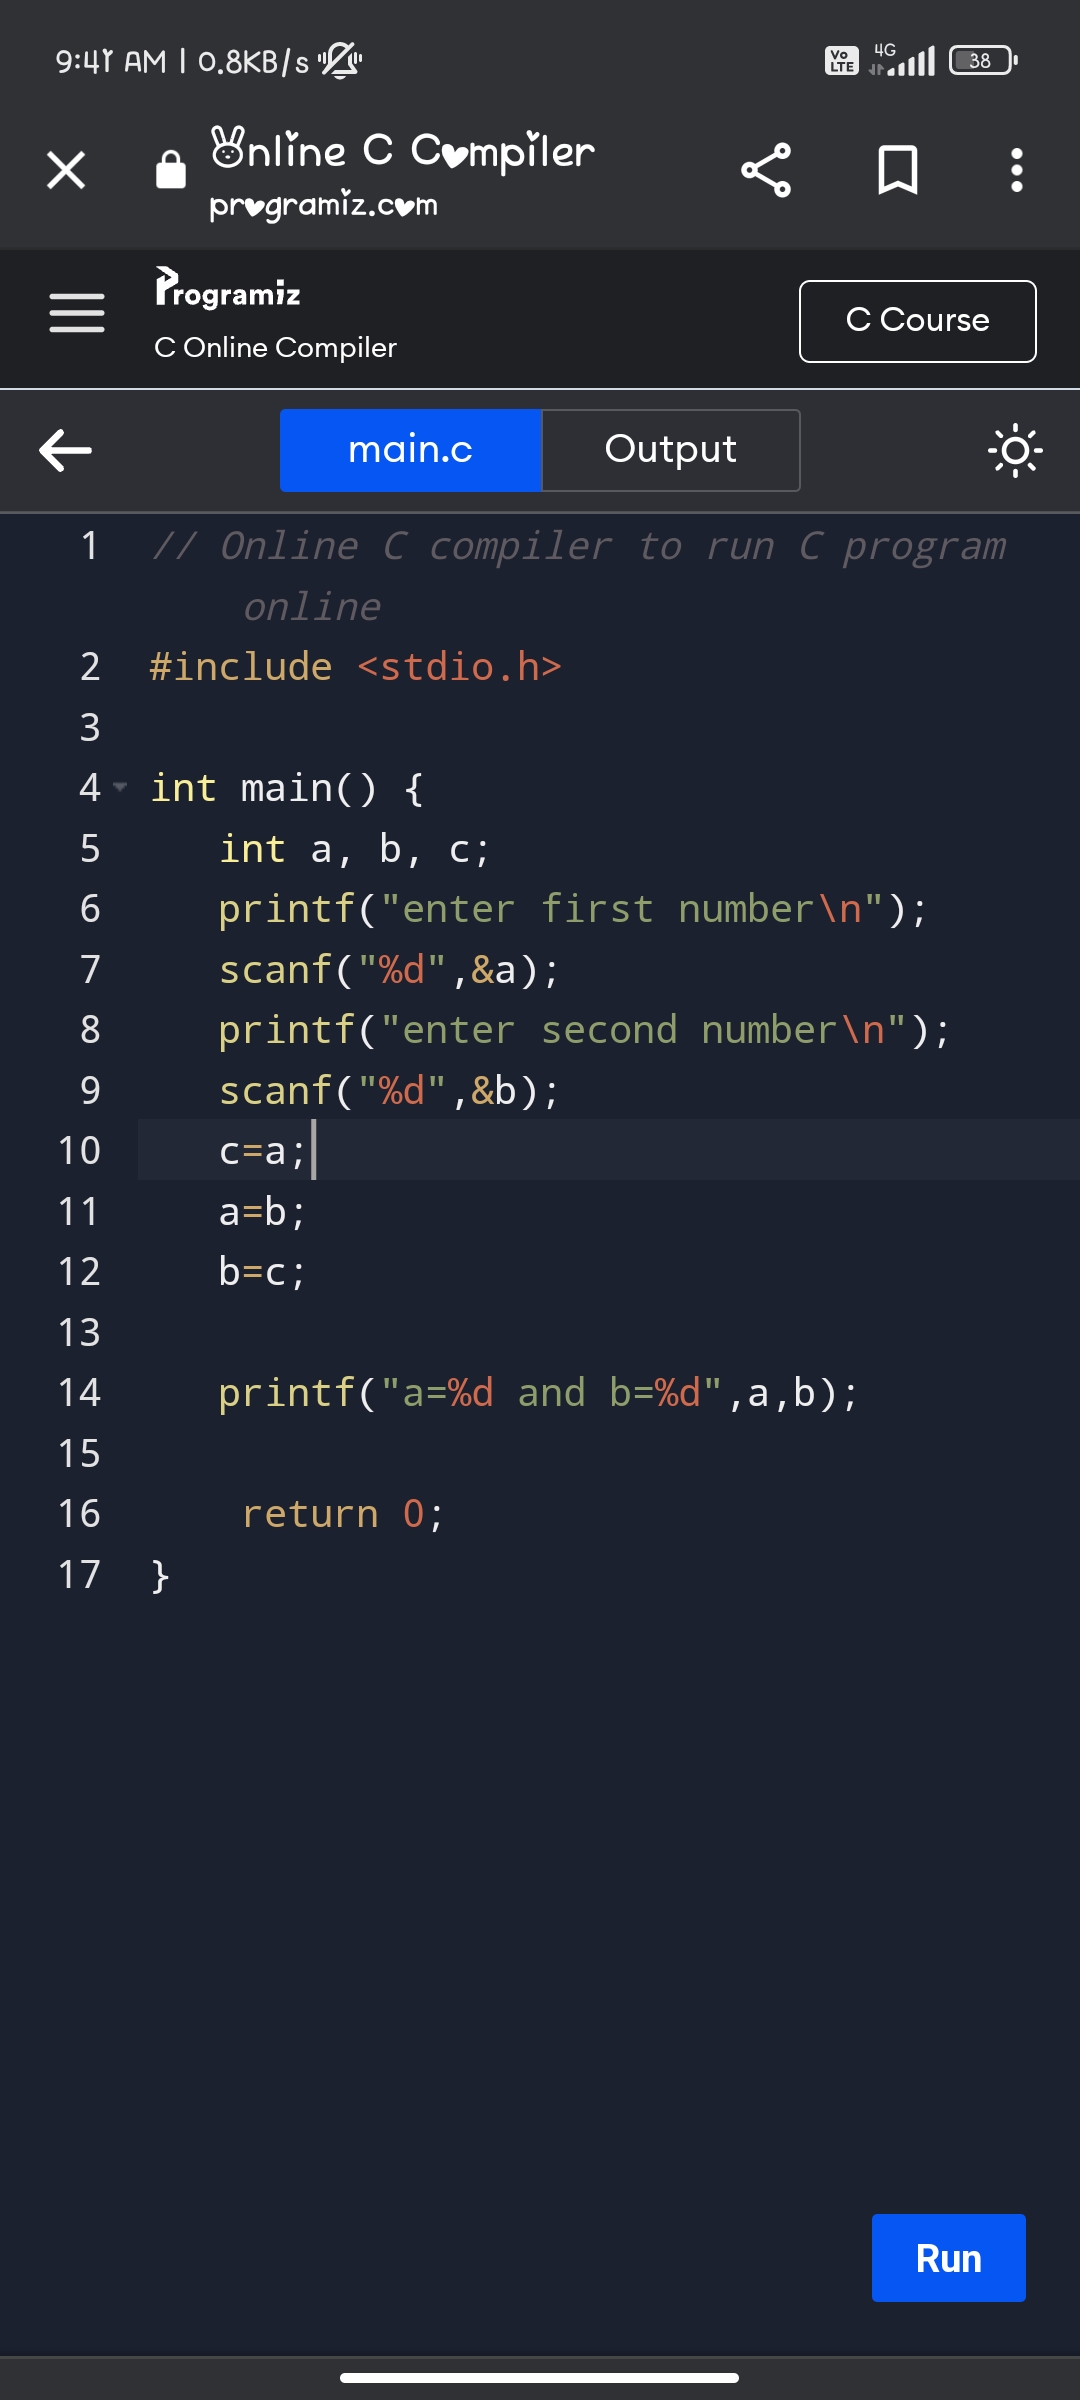 9:41 AM | 0.8KB/s
Vo LTE 4G 38
Online C Compiler
programiz.com
Programiz
C Online Compiler
C Course
main.c
Output
1 // Online C compiler to run C program
online
2 #include <stdio.h>
3
4 int main() {
5 int a, b, c;
6 printf("enter first number\n");
7 scanf("%d",&a);
8 printf("enter second number\n");
9 scanf("%d",&b);
10 c=a;
11 a=b;
12 b=c;
13
14 printf("a=%d and b=%d",a,b);
15
16 return 0;
17 }
Run